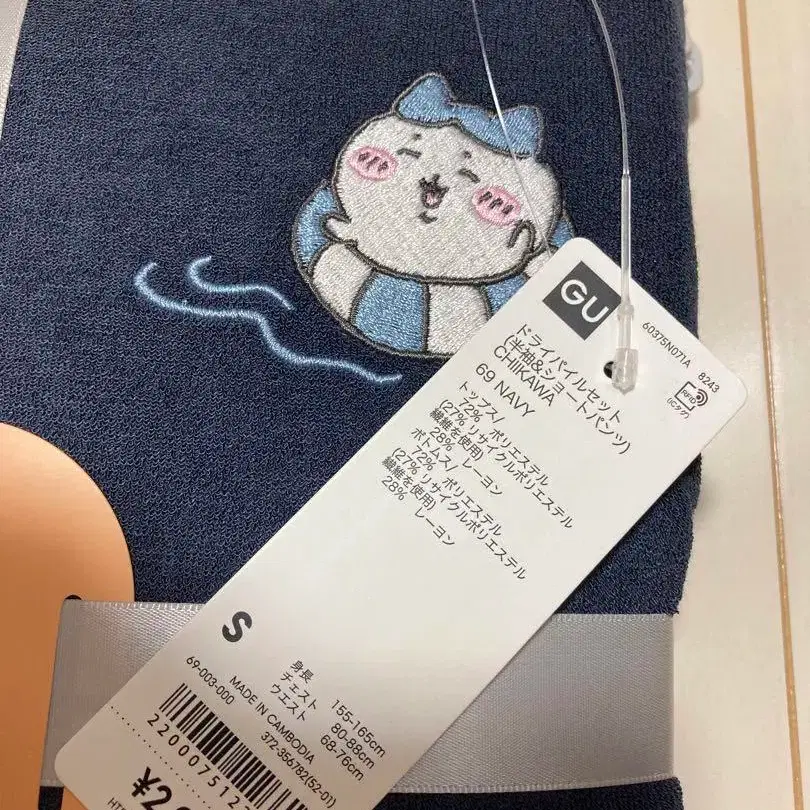 GU
60375N071A 8243
RFID
(ICタグ)
ドライパイルセット
(半袖&ショートパンツ)
CHIIKAWA
69 NAVY
トップス/
72% ポリエステル
(27% リサイクルポリエステル
繊維を使用)
28% レーヨン
ボトムス/
72% ポリエステル
(27% リサイクルポリエステル
繊維を使用)
28% レーヨン
S
身長 155-165cm
チェスト 80-88cm
ウエスト 68-76cm
69-003-000
MADE IN CAMBODIA
372-356782(52-01)